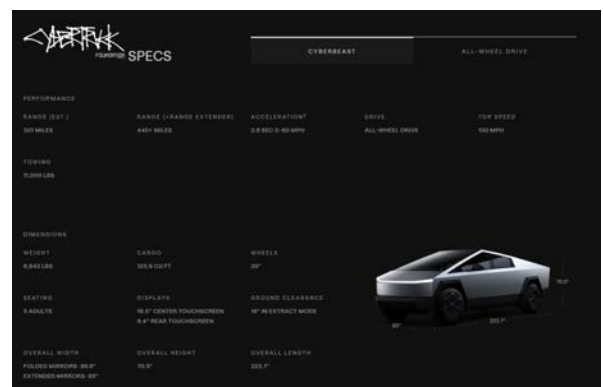 CYBERTRUCK
FOUNDATION SPECS
CYBERBEAST
ALL-WHEEL DRIVE
PERFORMANCE
RANGE (EST.)
RANGE (+RANGE EXTENDER)
ACCELERATION
DRIVE
TOP SPEED
301 MILES
440+ MILES
2.6 SEC 0-60 MPH
ALL-WHEEL DRIVE
130 MPH
TOWING
11,000 LBS
DIMENSIONS
WEIGHT
CARGO
WHEELS
6,843 LBS
120.9 CU FT
20"
SEATING
DISPLAYS
GROUND CLEARANCE
5 ADULTS
18.5" CENTER TOUCHSCREEN
16" IN EXTRACT MODE
9.4" REAR TOUCHSCREEN
OVERALL WIDTH
OVERALL HEIGHT
OVERALL LENGTH
FOLDED MIRRORS:
70.5"
223.7"
EXTENDED MIRRORS: 95"
70.5"
95"
223.7"